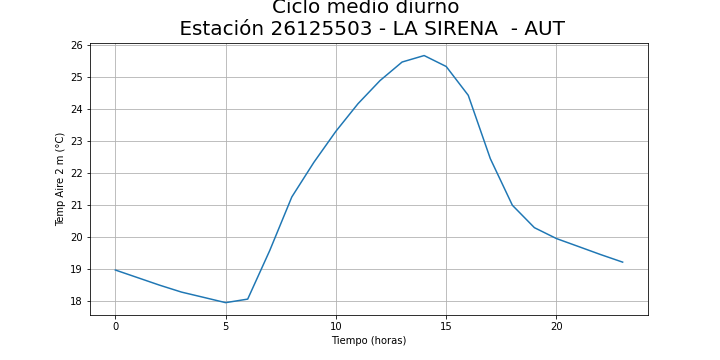 Ciclo medio diurno
Estación 26125503 - LA SIRENA - AUT
26
25
24
23
22
21
20
19
18
Temp Aire 2 m (°C)
0 5 10 15 20
Tiempo (horas)